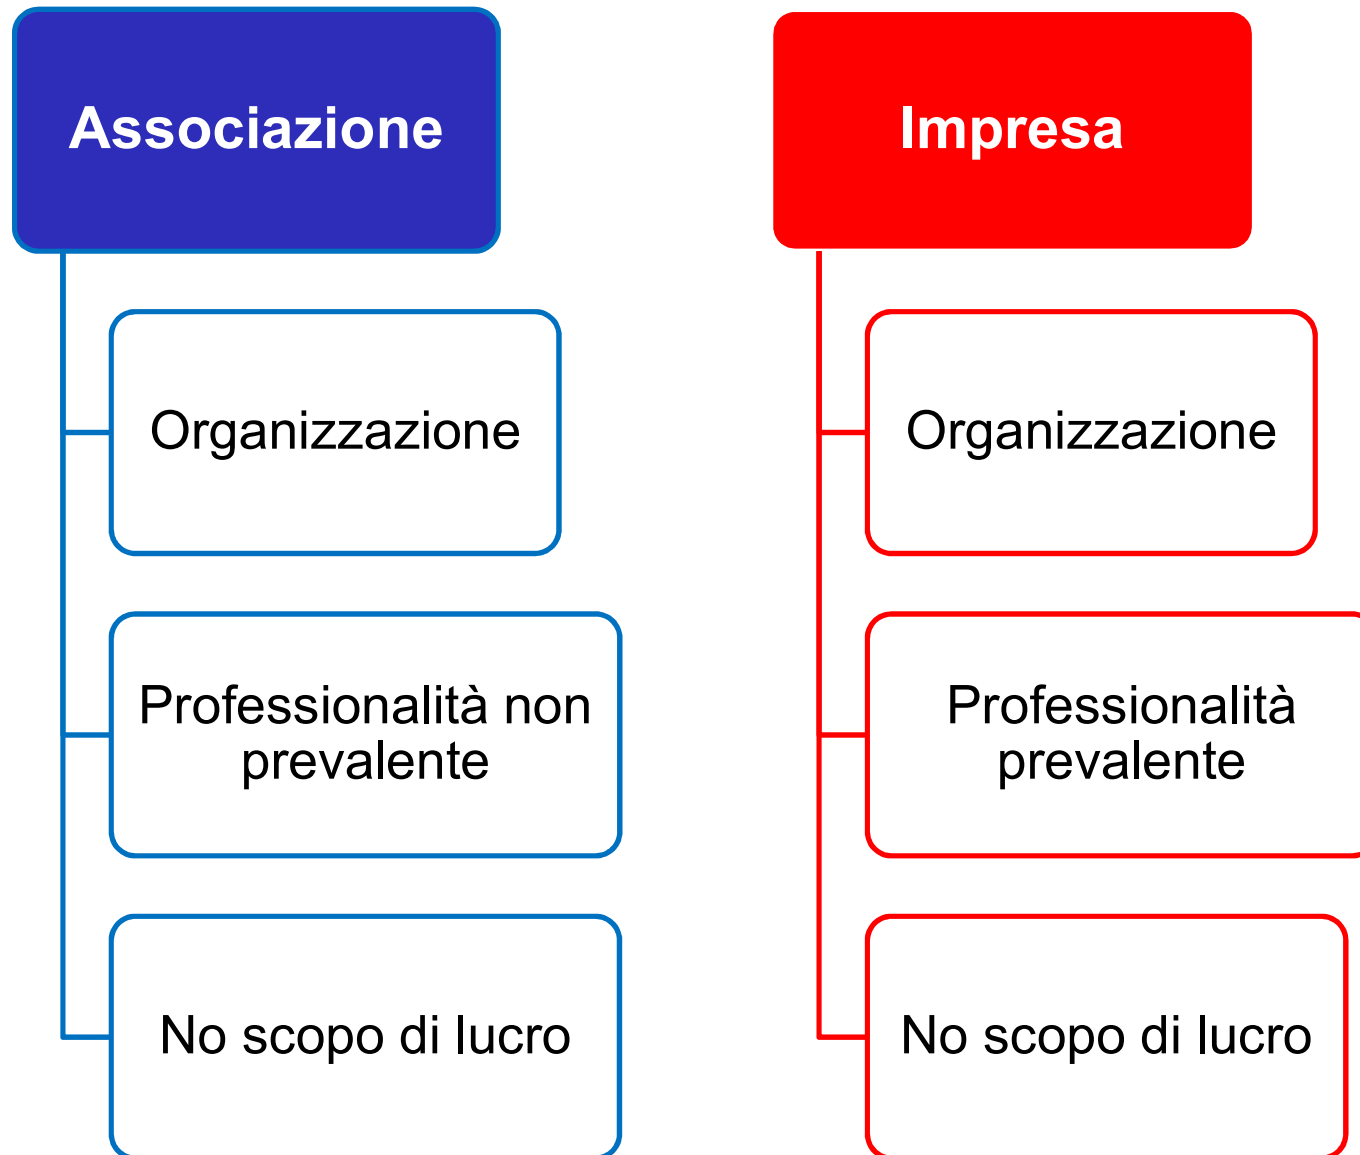 Associazione
Organizzazione
Professionalità non
prevalente
No scopo di lucro
Impresa
Organizzazione
Professionalità
prevalente
No scopo di lucro